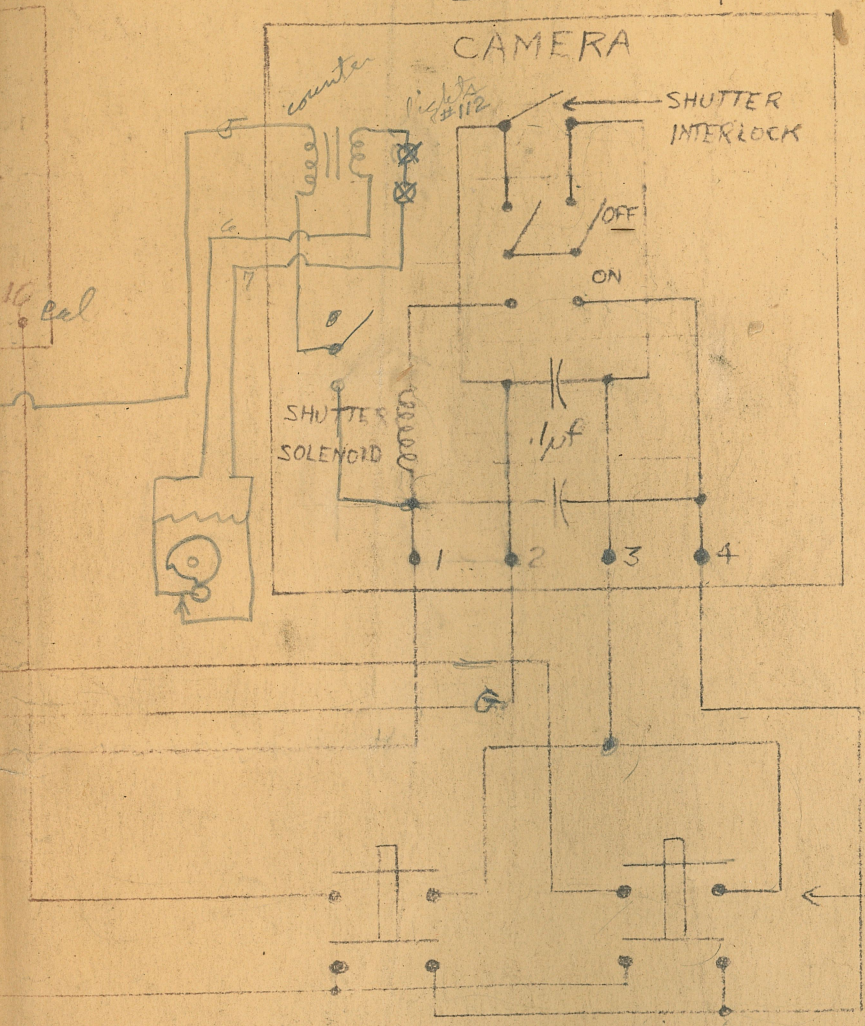 CAMERA
counter
lights
#112
SHUTTER
INTERLOCK
5
OFF
6
7
ON
16
cal
SHUTTER
SOLENOID
.1µf
1
2
3
4